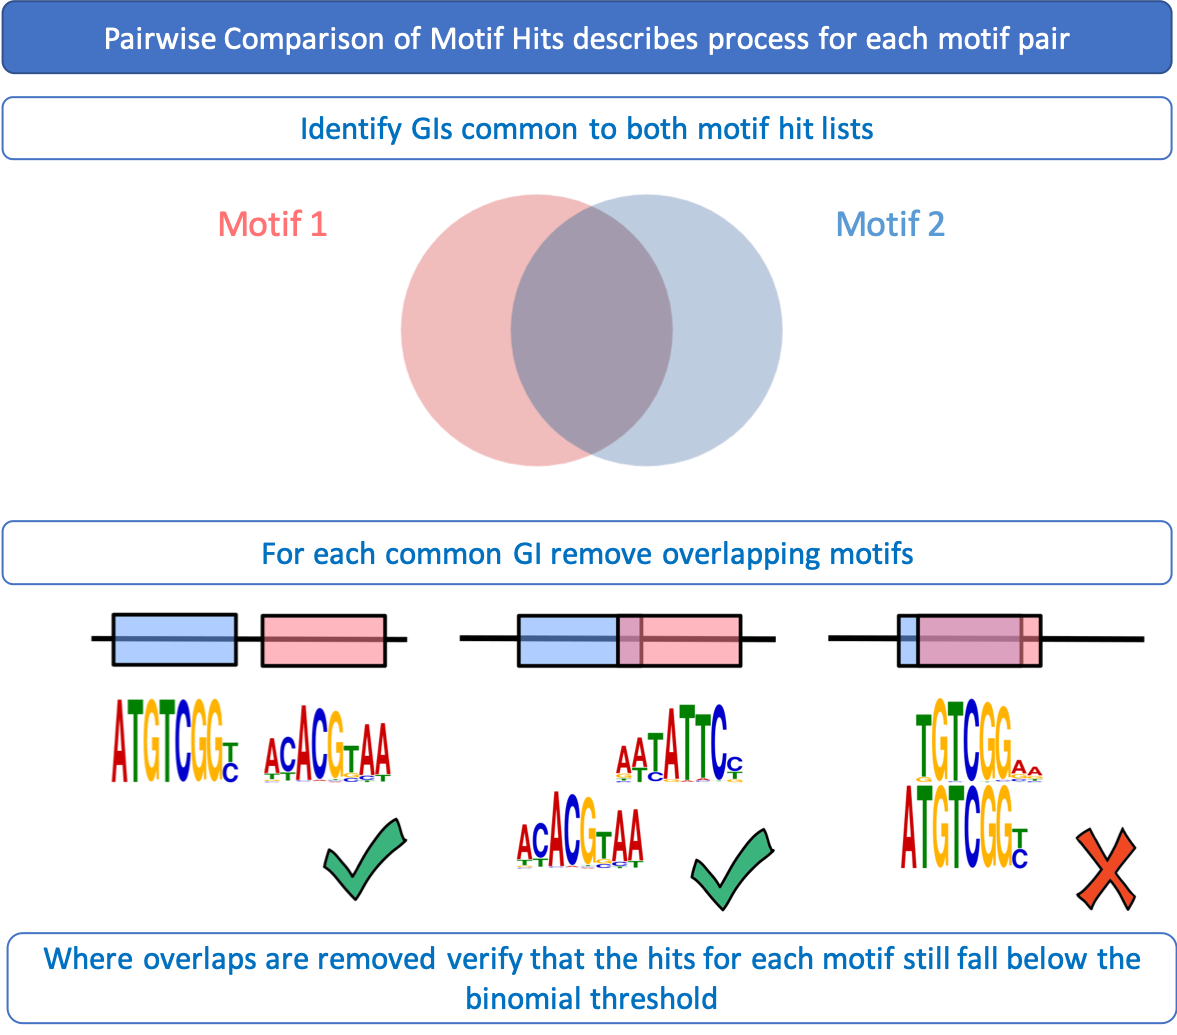 Pairwise Comparison of Motif Hits describes process for each motif pair
Identify GIs common to both motif hit lists
Motif 1
Motif 2
For each common GI remove overlapping motifs
ATGTCGGT
C
ACACGTAA
AATATTCC
TGTCGGAA
ACACGTAA
ATGTCGGT
C
Where overlaps are removed verify that the hits for each motif still fall below the
binomial threshold